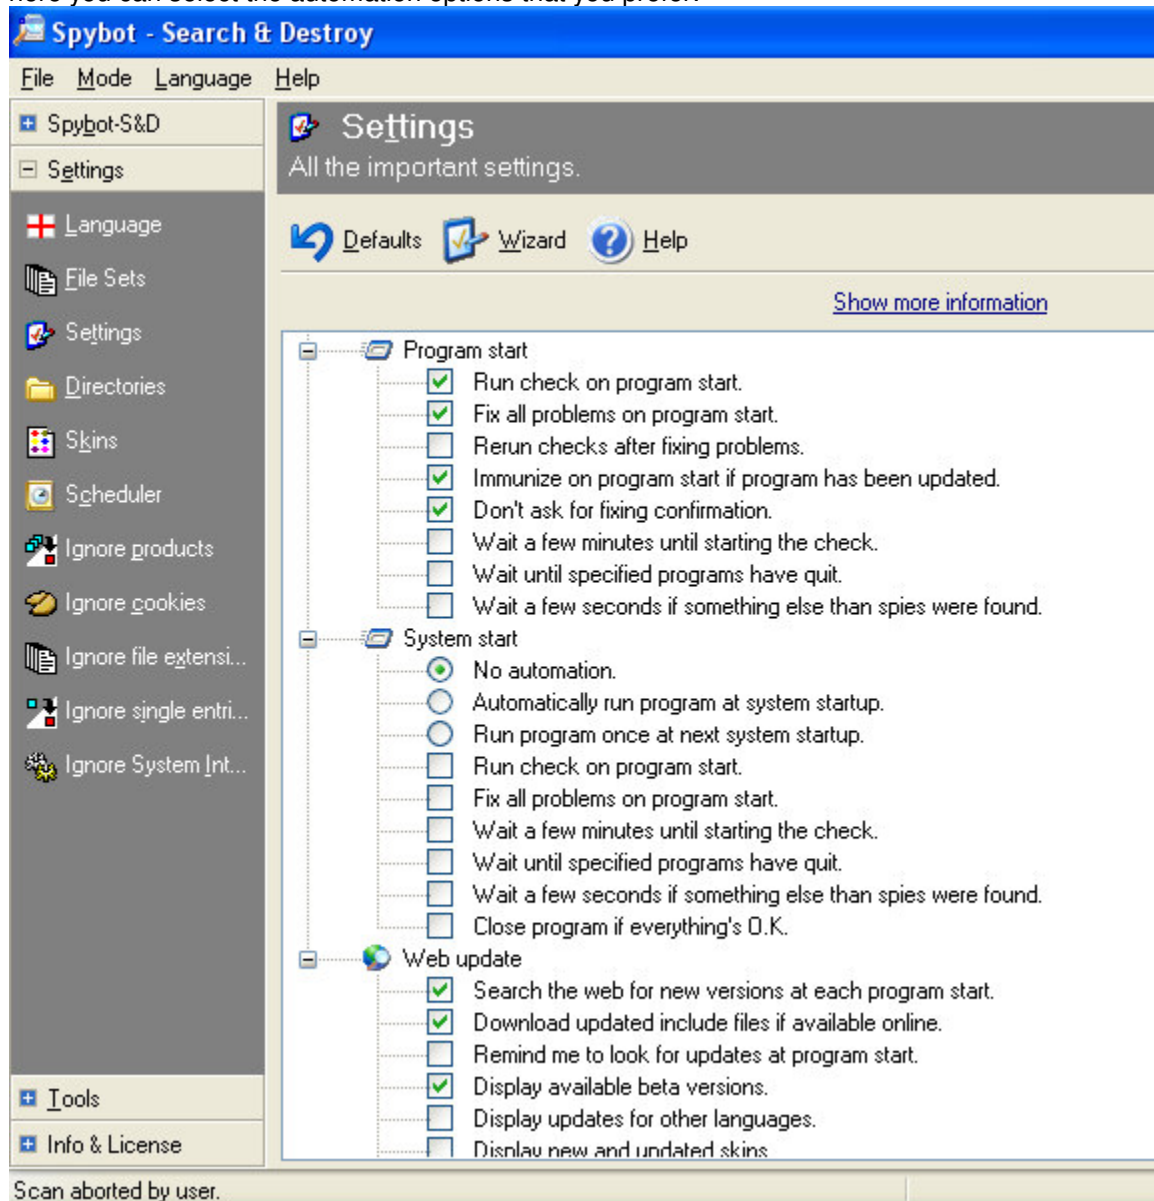 here you can select the automation options that you prefer.
Spybot - Search & Destroy
File Mode Language Help
Spybot-S&D
Settings
Language
File Sets
Settings
Directories
Skins
Scheduler
Ignore products
Ignore cookies
Ignore file extensi...
Ignore single entri...
Ignore System Int...
Tools
Info & License
Settings
All the important settings.
Defaults Wizard Help
Show more information
Program start
Run check on program start.
Fix all problems on program start.
Rerun checks after fixing problems.
Immunize on program start if program has been updated.
Don't ask for fixing confirmation.
Wait a few minutes until starting the check.
Wait until specified programs have quit.
Wait a few seconds if something else than spies were found.
System start
No automation.
Automatically run program at system startup.
Run program once at next system startup.
Run check on program start.
Fix all problems on program start.
Wait a few minutes until starting the check.
Wait until specified programs have quit.
Wait a few seconds if something else than spies were found.
Close program if everything's O.K.
Web update
Search the web for new versions at each program start.
Download updated include files if available online.
Remind me to look for updates at program start.
Display available beta versions.
Display updates for other languages.
Display new and updated skins
Scan aborted by user.